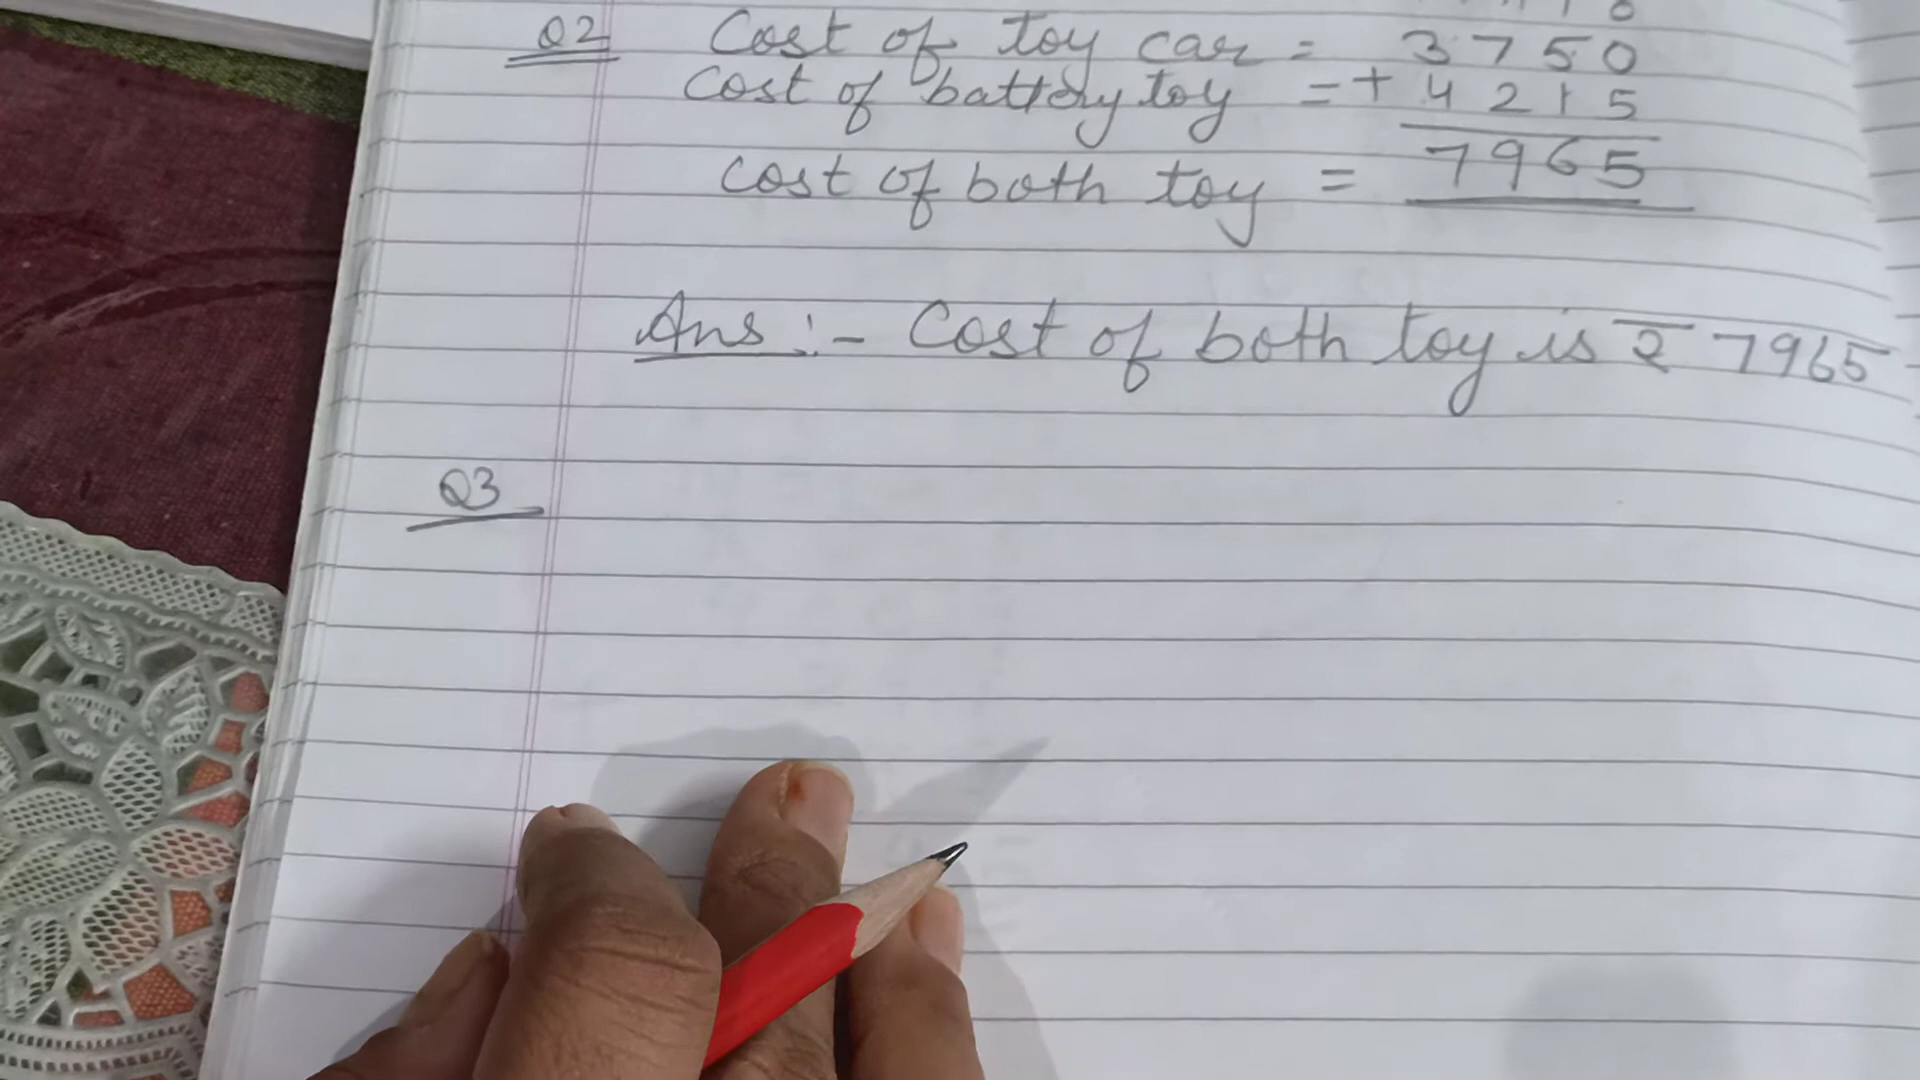 Q2 Cost of toy car = 3750
Cost of battery toy = + 4215
Cost of both toy = 7965
Ans :- Cost of both toy is ₹ 7965
Q3